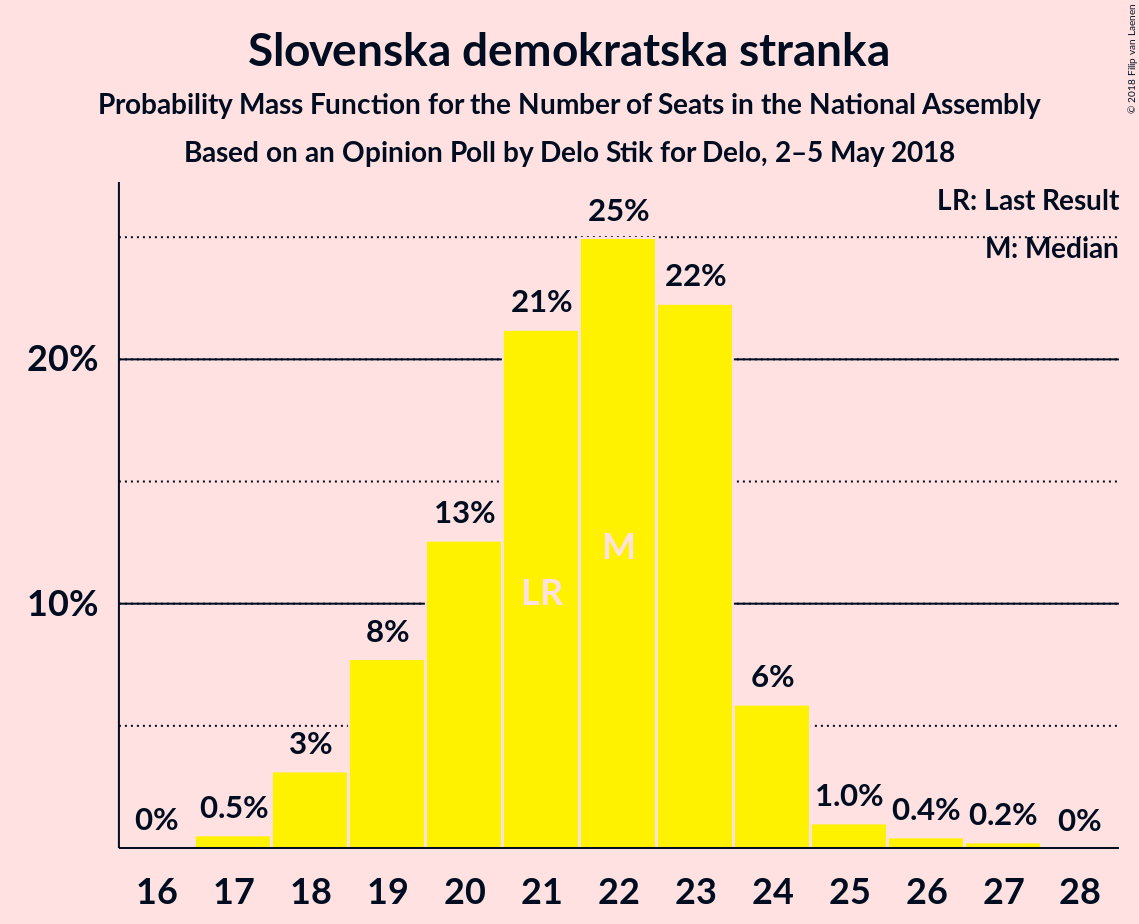 Slovenska demokratska stranka
Probability Mass Function for the Number of Seats in the National Assembly
Based on an Opinion Poll by Delo Stik for Delo, 2–5 May 2018
© 2018 Filip van Laenen
LR: Last Result
M: Median
25%
22%
21%
20%
13%
M
LR
10%
8%
6%
3%
1.0%
0.5%
0.4%
0.2%
0%
0%
16 17 18 19 20 21 22 23 24 25 26 27 28